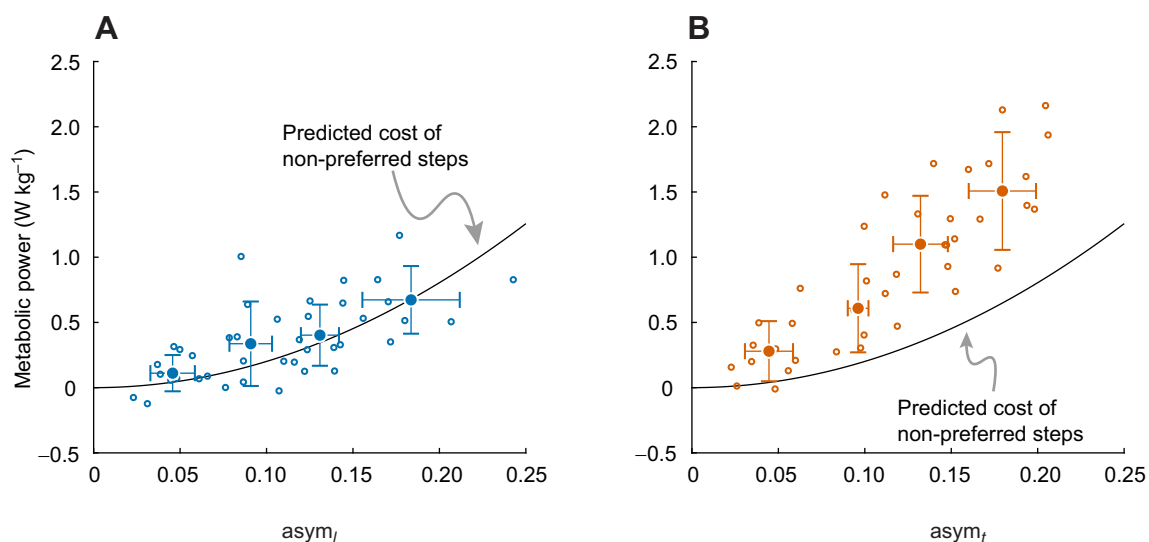 A
B
Metabolic power (W kg⁻¹)
2.5
2.0
1.5
1.0
0.5
0
−0.5
Predicted cost of
non-preferred steps
0
0.05
0.10
0.15
0.20
0.25
asymₗ
2.5
2.0
1.5
1.0
0.5
0
−0.5
Predicted cost of
non-preferred steps
0
0.05
0.10
0.15
0.20
0.25
asymₜ